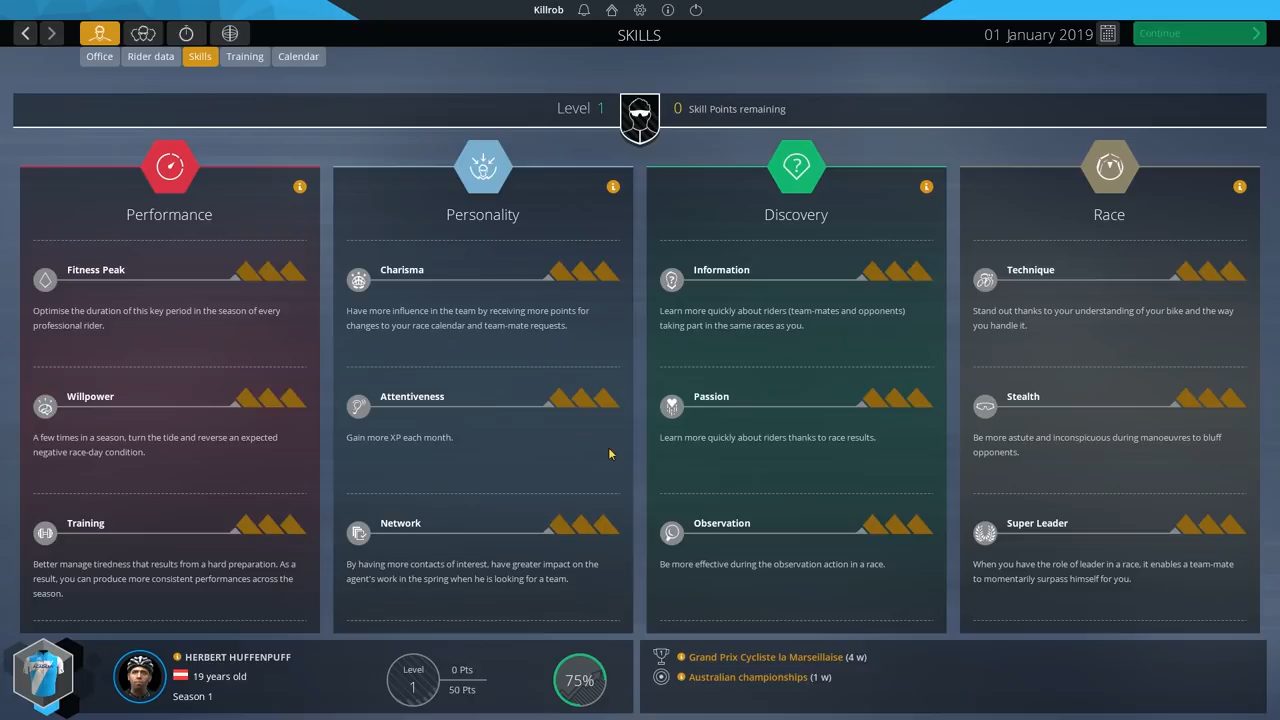 Killrob
SKILLS
01 January 2019
Continue
Office
Rider data
Skills
Training
Calendar
Level 1
0 Skill Points remaining
Performance
Fitness Peak
Optimise the duration of this key period in the season of every
professional rider.
Willpower
A few times in a season, turn the tide and reverse an expected
negative race-day condition.
Training
Better manage tiredness that results from a hard preparation. As a
result, you can produce more consistent performances across the
season.
Personality
Charisma
Have more influence in the team by receiving more points for
changes to your race calendar and team-mate requests.
Attentiveness
Gain more XP each month.
Network
By having more contacts of interest, have greater impact on the
agent's work in the spring when he is looking for a team.
Discovery
Information
Learn more quickly about riders (team-mates and opponents)
taking part in the same races as you.
Passion
Learn more quickly about riders thanks to race results.
Observation
Be more effective during the observation action in a race.
Race
Technique
Stand out thanks to your understanding of your bike and the way
you handle it.
Stealth
Be more astute and inconspicuous during manoeuvres to bluff
opponents.
Super Leader
When you have the role of leader in a race, it enables a team-mate
to momentarily surpass himself for you.
HERBERT HUFFENPUFF
19 years old
Season 1
Level
1
0 Pts
50 Pts
75%
Grand Prix Cycliste la Marseillaise (4 w)
Australian championships (1 w)